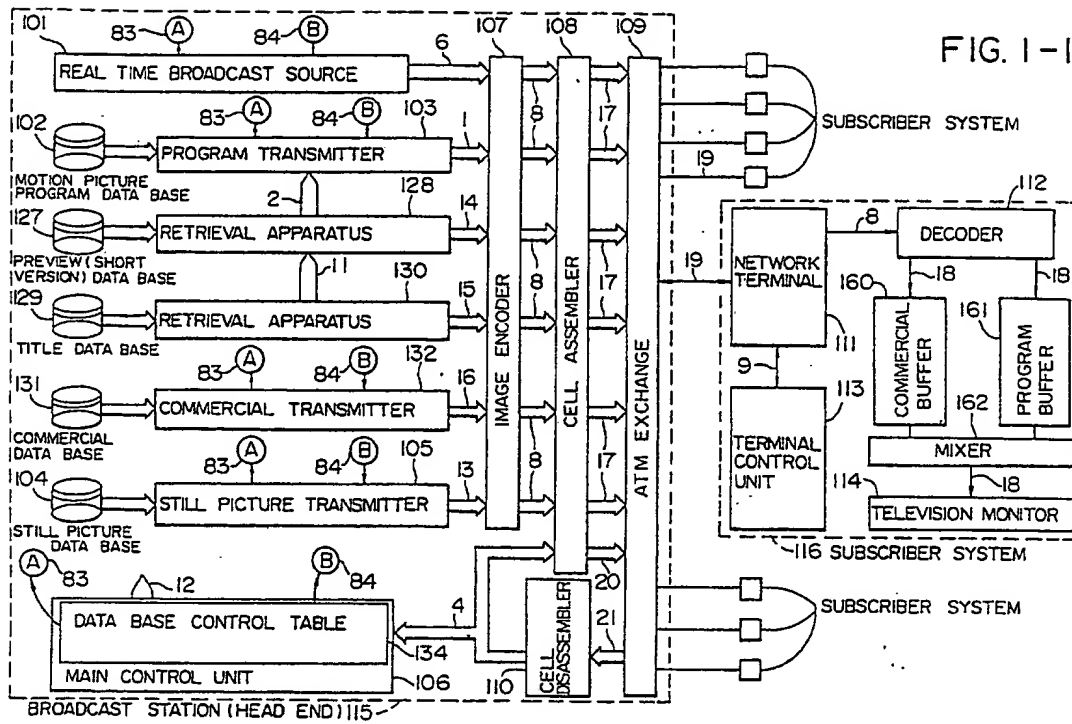 FIG. 1-1
101
83
A
84
B
6
107
108
109
REAL TIME BROADCAST SOURCE
8
17
102
83
A
84
B
103
1
PROGRAM TRANSMITTER
8
17
MOTION PICTURE
PROGRAM DATA BASE
2
128
127
RETRIEVAL APPARATUS
14
8
17
PREVIEW (SHORT
VERSION) DATA BASE
11
130
129
RETRIEVAL APPARATUS
15
8
17
TITLE DATA BASE
83
A
84
B
132
131
COMMERCIAL TRANSMITTER
16
8
17
COMMERCIAL
DATA BASE
83
A
84
B
105
104
STILL PICTURE TRANSMITTER
13
8
17
STILL PICTURE
DATA BASE
IMAGE ENCODER
CELL ASSEMBLER
ATM EXCHANGE
A
83
12
B
84
DATA BASE CONTROL TABLE
134
MAIN CONTROL UNIT
106
4
20
21
110
CELL
DISASSEMBLER
BROADCAST STATION (HEAD END) 115
SUBSCRIBER SYSTEM
19
19
NETWORK
TERMINAL
111
8
112
DECODER
18
18
160
161
COMMERCIAL
BUFFER
PROGRAM
BUFFER
9
113
TERMINAL
CONTROL
UNIT
162
MIXER
18
114
TELEVISION MONITOR
116 SUBSCRIBER SYSTEM
SUBSCRIBER SYSTEM